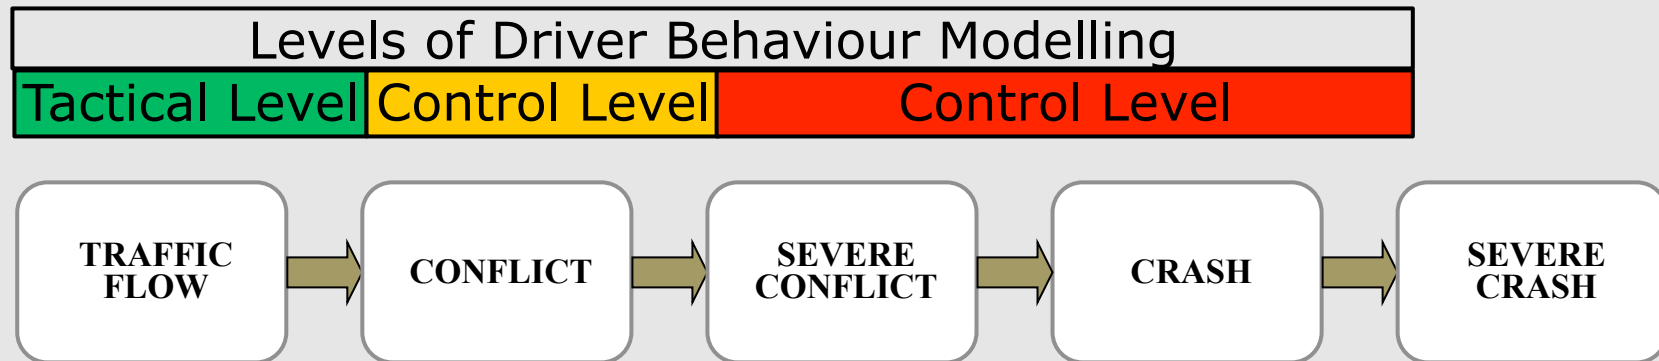 Levels of Driver Behaviour Modelling
Tactical Level Control Level Control Level
TRAFFIC
FLOW
CONFLICT
SEVERE
CONFLICT
CRASH
SEVERE
CRASH